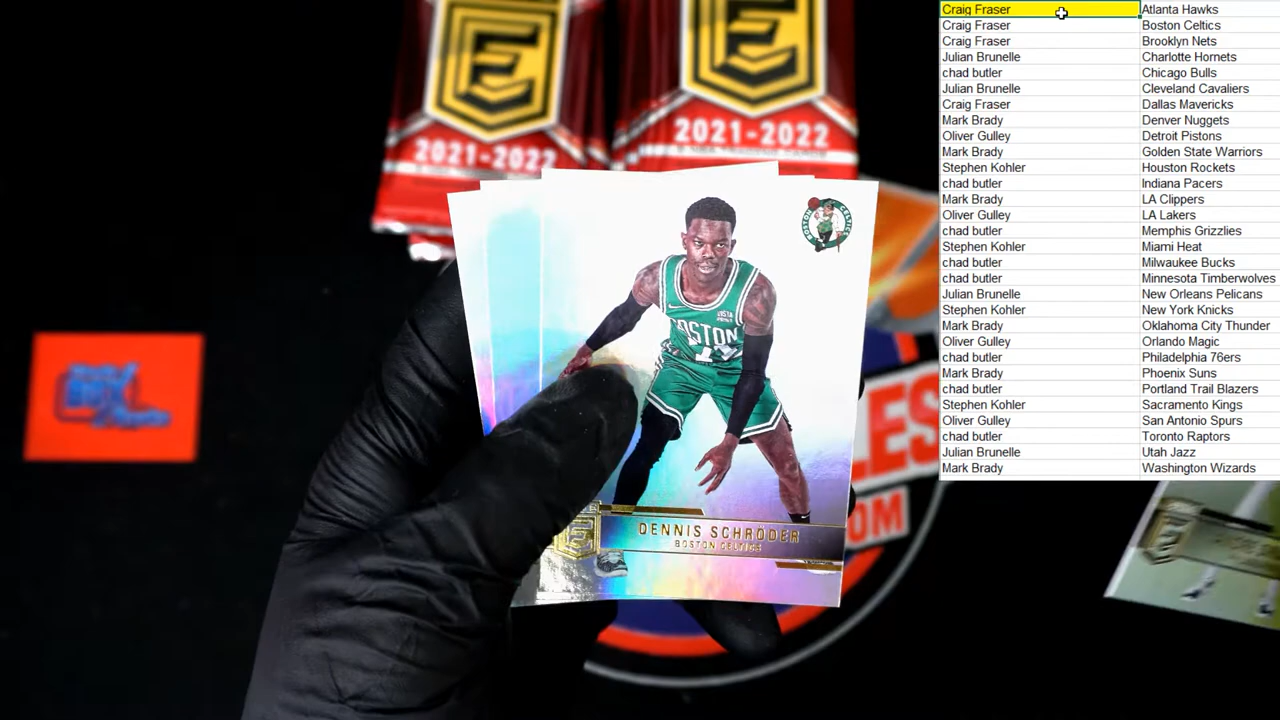 Craig Fraser Atlanta Hawks
Craig Fraser Boston Celtics
Craig Fraser Brooklyn Nets
Julian Brunelle Charlotte Hornets
chad butler Chicago Bulls
Julian Brunelle Cleveland Cavaliers
Craig Fraser Dallas Mavericks
Mark Brady Denver Nuggets
Oliver Gulley Detroit Pistons
Mark Brady Golden State Warriors
Stephen Kohler Houston Rockets
chad butler Indiana Pacers
Mark Brady LA Clippers
Oliver Gulley LA Lakers
chad butler Memphis Grizzlies
Stephen Kohler Miami Heat
chad butler Milwaukee Bucks
chad butler Minnesota Timberwolves
Julian Brunelle New Orleans Pelicans
Stephen Kohler New York Knicks
Mark Brady Oklahoma City Thunder
Oliver Gulley Orlando Magic
chad butler Philadelphia 76ers
Mark Brady Phoenix Suns
chad butler Portland Trail Blazers
Stephen Kohler Sacramento Kings
Oliver Gulley San Antonio Spurs
chad butler Toronto Raptors
Julian Brunelle Utah Jazz
Mark Brady Washington Wizards
E
E
2021-2022
2021-2022
BOSTON CELTICS
BOSTON
E
DENNIS SCHRÖDER
BOSTON CELTICS
LES
OM
BOX